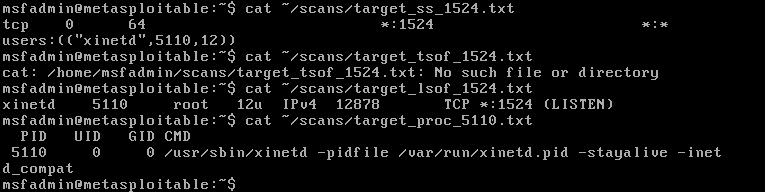 msfadmin@metasploitable:~$ cat ~/scans/target_ss_1524.txt
tcp    0      64                          *:1524                        *:*
users:(("xinetd",5110,12))
msfadmin@metasploitable:~$ cat ~/scans/target_tsof_1524.txt
cat: /home/msfadmin/scans/target_tsof_1524.txt: No such file or directory
msfadmin@metasploitable:~$ cat ~/scans/target_lsof_1524.txt
xinetd    5110     root   12u  IPv4  12878       TCP *:1524 (LISTEN)
msfadmin@metasploitable:~$ cat ~/scans/target_proc_5110.txt
  PID   UID   GID CMD
 5110     0     0 /usr/sbin/xinetd -pidfile /var/run/xinetd.pid -stayalive -inet
d_compat
msfadmin@metasploitable:~$